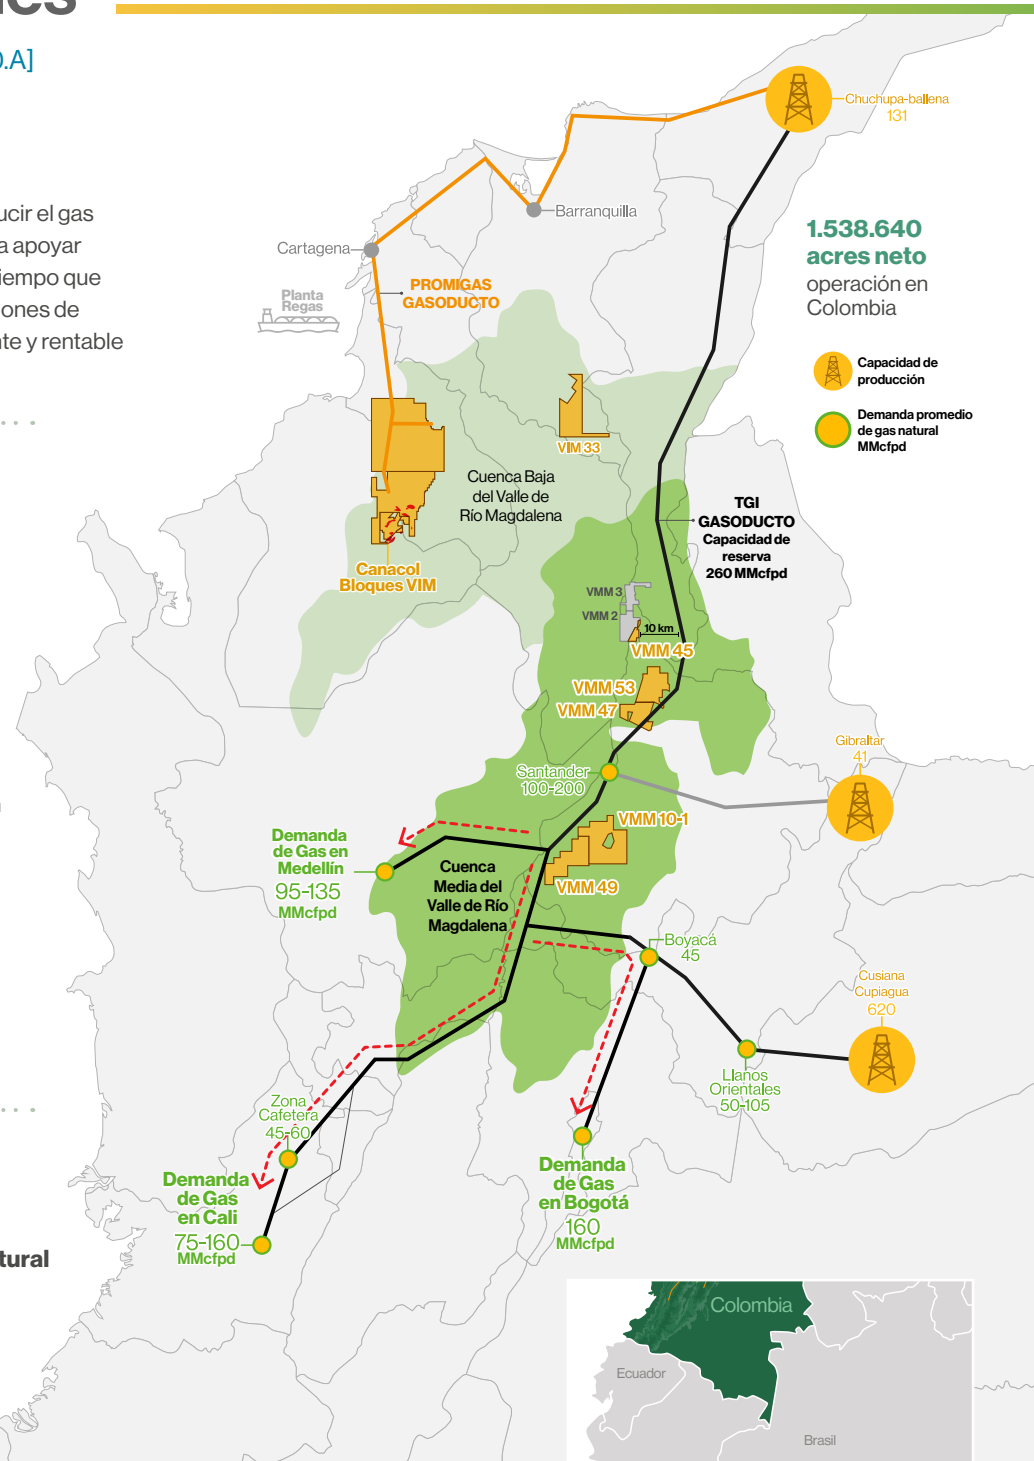 .A]
ucir el gas
a apoyar
iempo que
iones de
nte y rentable
Chuchupa-ballena
131
Barranquilla
Cartagena
PROMIGAS
GASODUCTO
Planta
Regas
1.538.640
acres neto
operación en
Colombia
Capacidad de
producción
Demanda promedio
de gas natural
MMcfpd
VIM 33
Cuenca Baja
del Valle de
Río Magdalena
TGI
GASODUCTO
Capacidad de
reserva
260 MMcfpd
Canacol
Bloques VIM
VMM 3
VMM 2
10 km
VMM 45
VMM 53
VMM 47
Gibraltar
41
Santander
100-200
VMM 10-1
Demanda
de Gas en
Medellín
95-135
MMcfpd
Cuenca
Media del
Valle de Río
Magdalena
VMM 49
Boyacá
45
Cusiana
Cupiagua
620
Llanos
Orientales
50-105
Zona
Cafetera
45-60
Demanda
de Gas
en Cali
75-160
MMcfpd
Demanda
de Gas
en Bogotá
160
MMcfpd
tural
Colombia
Ecuador
Brasil